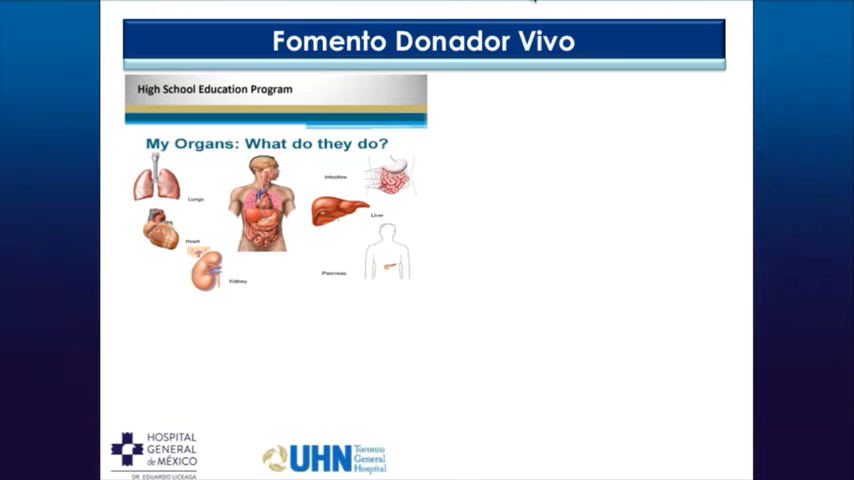 Fomento Donador Vivo
High School Education Program
My Organs: What do they do?
Intestine
Lungs
Liver
Heart
Pancreas
Kidney
HOSPITAL
GENERAL
de MÉXICO
DR. EDUARDO LICEAGA
UHN
Toronto
General
Hospital